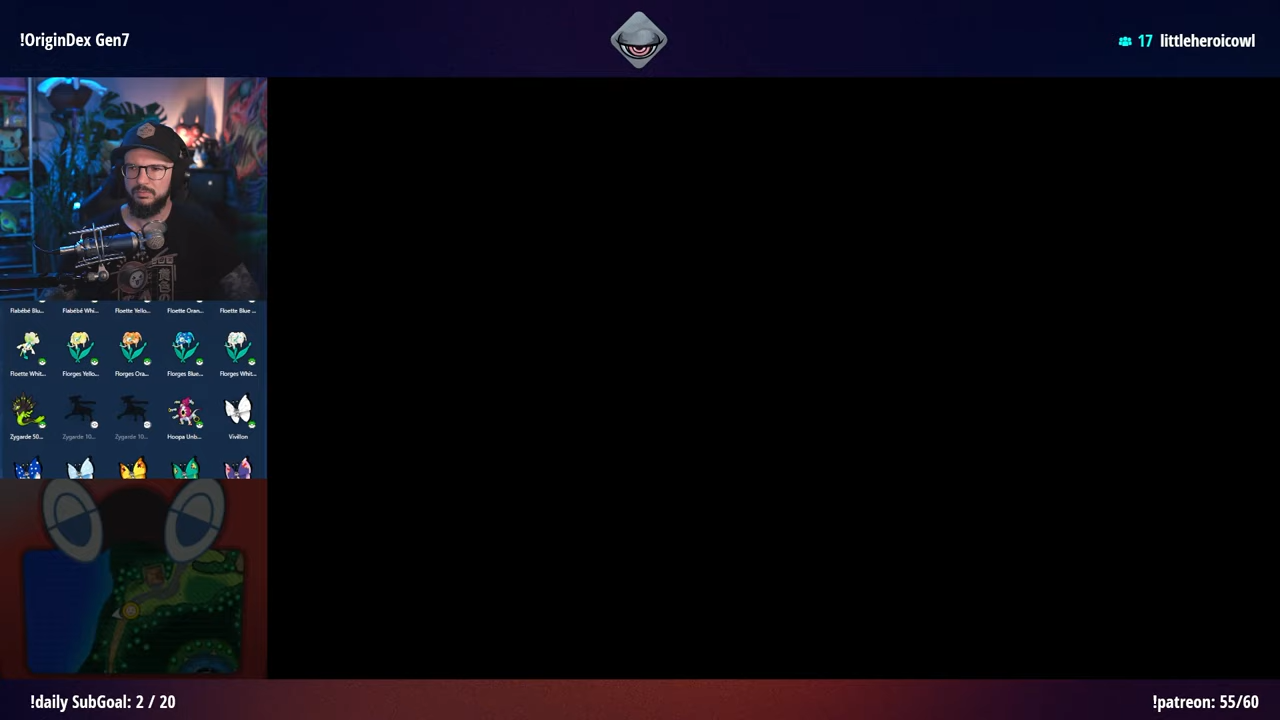 !OriginDex Gen7
17 littleheroicowl
Flabébé Blu... Flabébé Whi... Floette Yello... Floette Oran... Floette Blue ...
Floette Whit... Florges Yello... Florges Ora... Florges Blue... Florges Whit...
Zygarde 50... Zygarde 10... Zygarde 10... Hoopa Unb... Vivillon
!daily SubGoal: 2 / 20
!patreon: 55/60